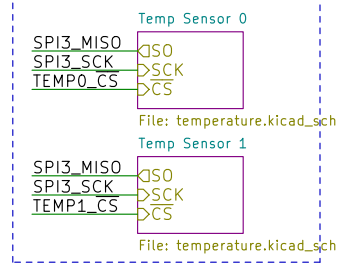 Temp Sensor 0
SPI3_MISO
SO
SPI3_SCK
SCK
TEMP0_CS
CS
File: temperature.kicad_sch
Temp Sensor 1
SPI3_MISO
SO
SPI3_SCK
SCK
TEMP1_CS
CS
File: temperature.kicad_sch